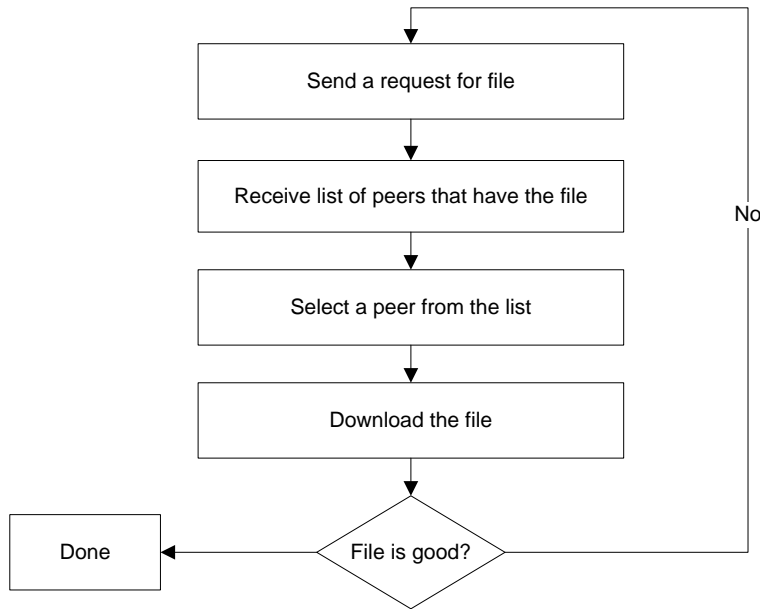 Send a request for file
Receive list of peers that have the file
No
Select a peer from the list
Download the file
Done
File is good?